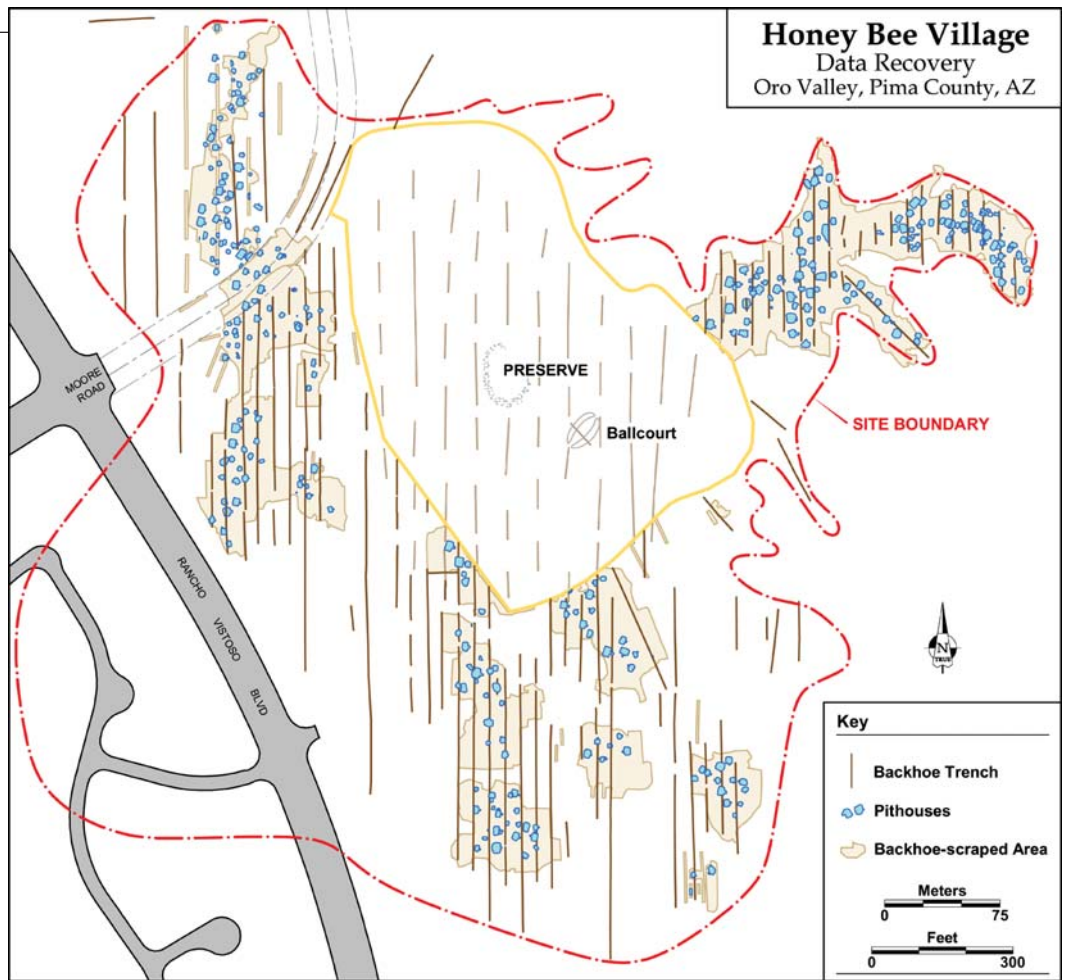 Honey Bee Village
Data Recovery
Oro Valley, Pima County, AZ
MOORE
ROAD
PRESERVE
Ballcourt
SITE BOUNDARY
RANCHO
VISTOSO
BLVD
N
TRUE
Key
Backhoe Trench
Pithouses
Backhoe-scraped Area
Meters
0 75
Feet
0 300